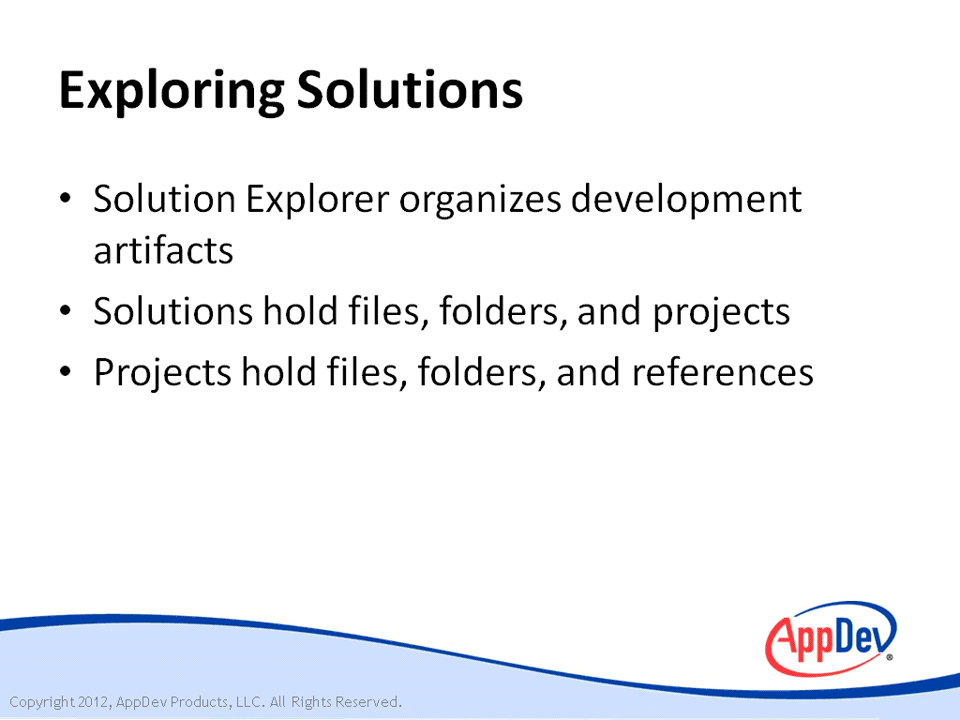 Exploring Solutions
• Solution Explorer organizes development
artifacts
• Solutions hold files, folders, and projects
• Projects hold files, folders, and references
AppDev®
Copyright 2012, AppDev Products, LLC. All Rights Reserved.